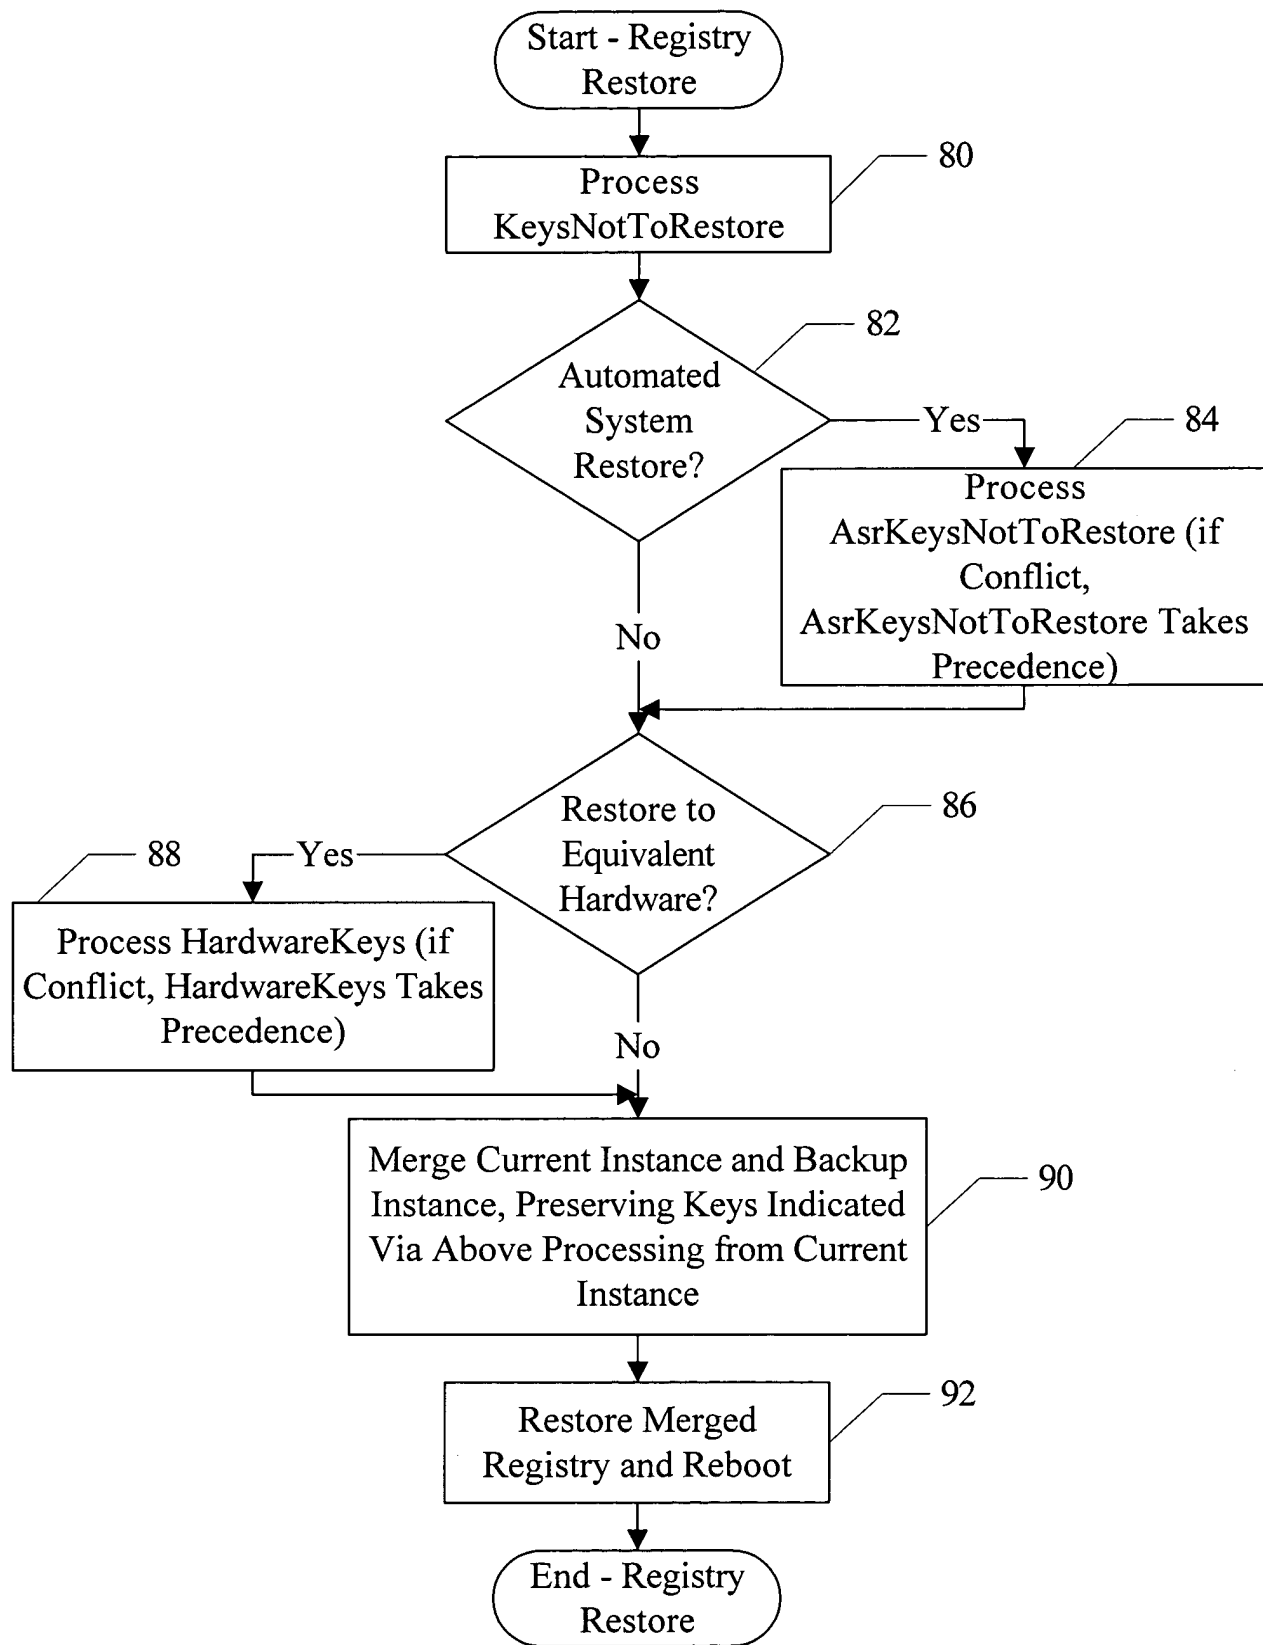 Start - Registry
Restore
80
Process
KeysNotToRestore
82
Automated
System
Restore?
Yes
84
Process
AsrKeysNotToRestore (if
Conflict,
AsrKeysNotToRestore Takes
Precedence)
No
86
Restore to
Equivalent
Hardware?
Yes
88
Process HardwareKeys (if
Conflict, HardwareKeys Takes
Precedence)
No
Merge Current Instance and Backup
Instance, Preserving Keys Indicated
Via Above Processing from Current
Instance
90
92
Restore Merged
Registry and Reboot
End - Registry
Restore